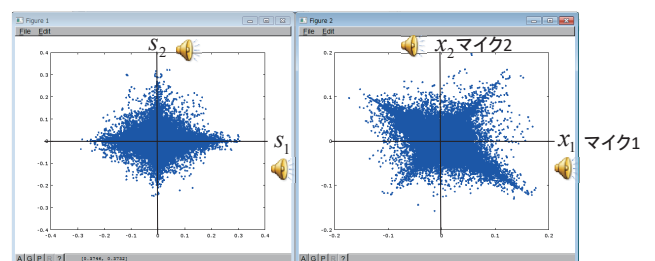 Figure 1
File Edit
s2
0.4
0.3
0.2
0.1
0
-0.1
-0.2
-0.3
-0.4
-0.4 -0.3 -0.2 -0.1 0 0.1 0.2 0.3 0.4
s1
A G P R ?
Figure 2
File Edit
x2 マイク2
0.2
0.1
0
-0.1
-0.2
-0.2 -0.1 0 0.1 0.2
x1 マイク1
A G P R ?